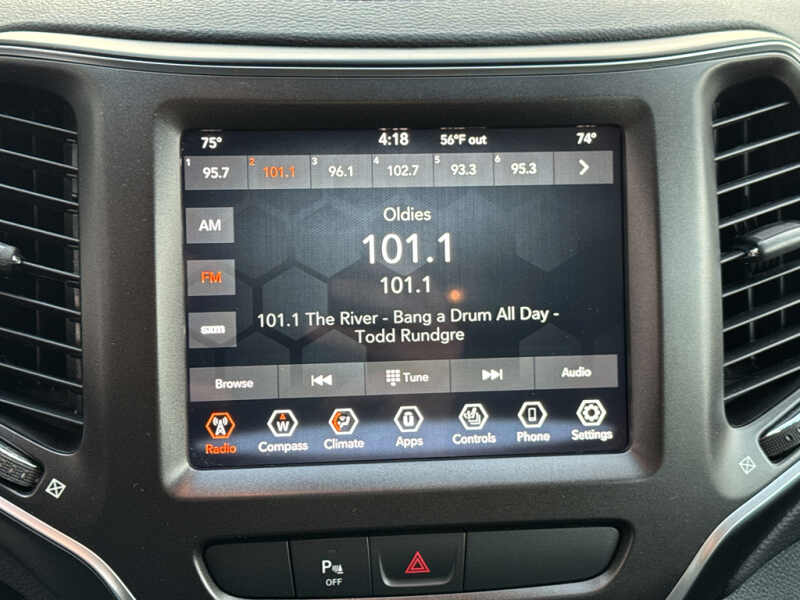 75° 4:18 56°F out 74°
1 95.7 2 101.1 3 96.1 4 102.7 5 93.3 6 95.3
Oldies
AM
101.1
FM
101.1
101.1 The River - Bang a Drum All Day -
Todd Rundgre
sxm
Browse Tune Audio
W
Radio Compass Climate Apps Controls Phone Settings
P
OFF